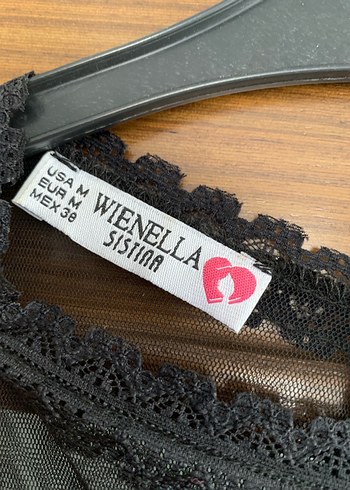 USA M
EUR M
MEX 38
WIENELLA
SISTINA